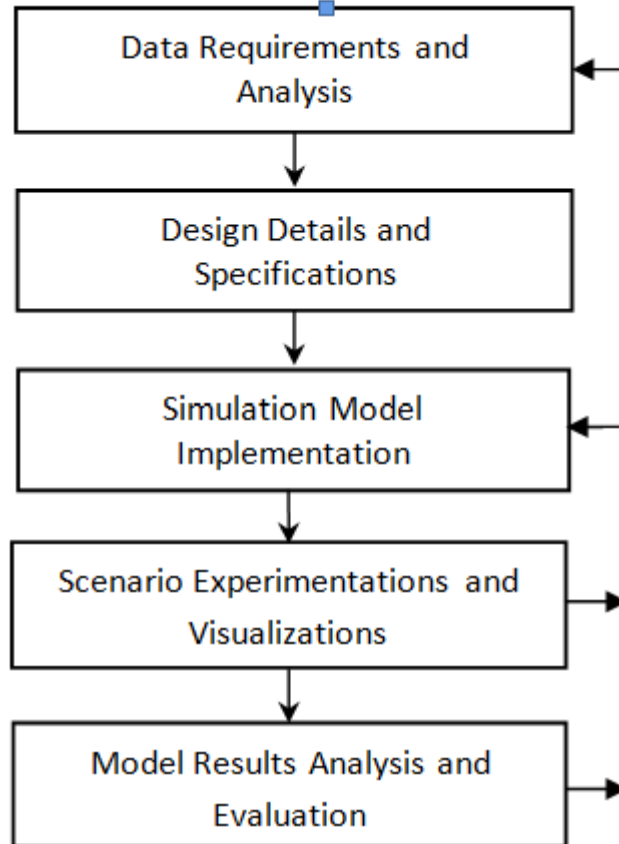 Data Requirements and
Analysis
Design Details and
Specifications
Simulation Model
Implementation
Scenario Experimentations and
Visualizations
Model Results Analysis and
Evaluation